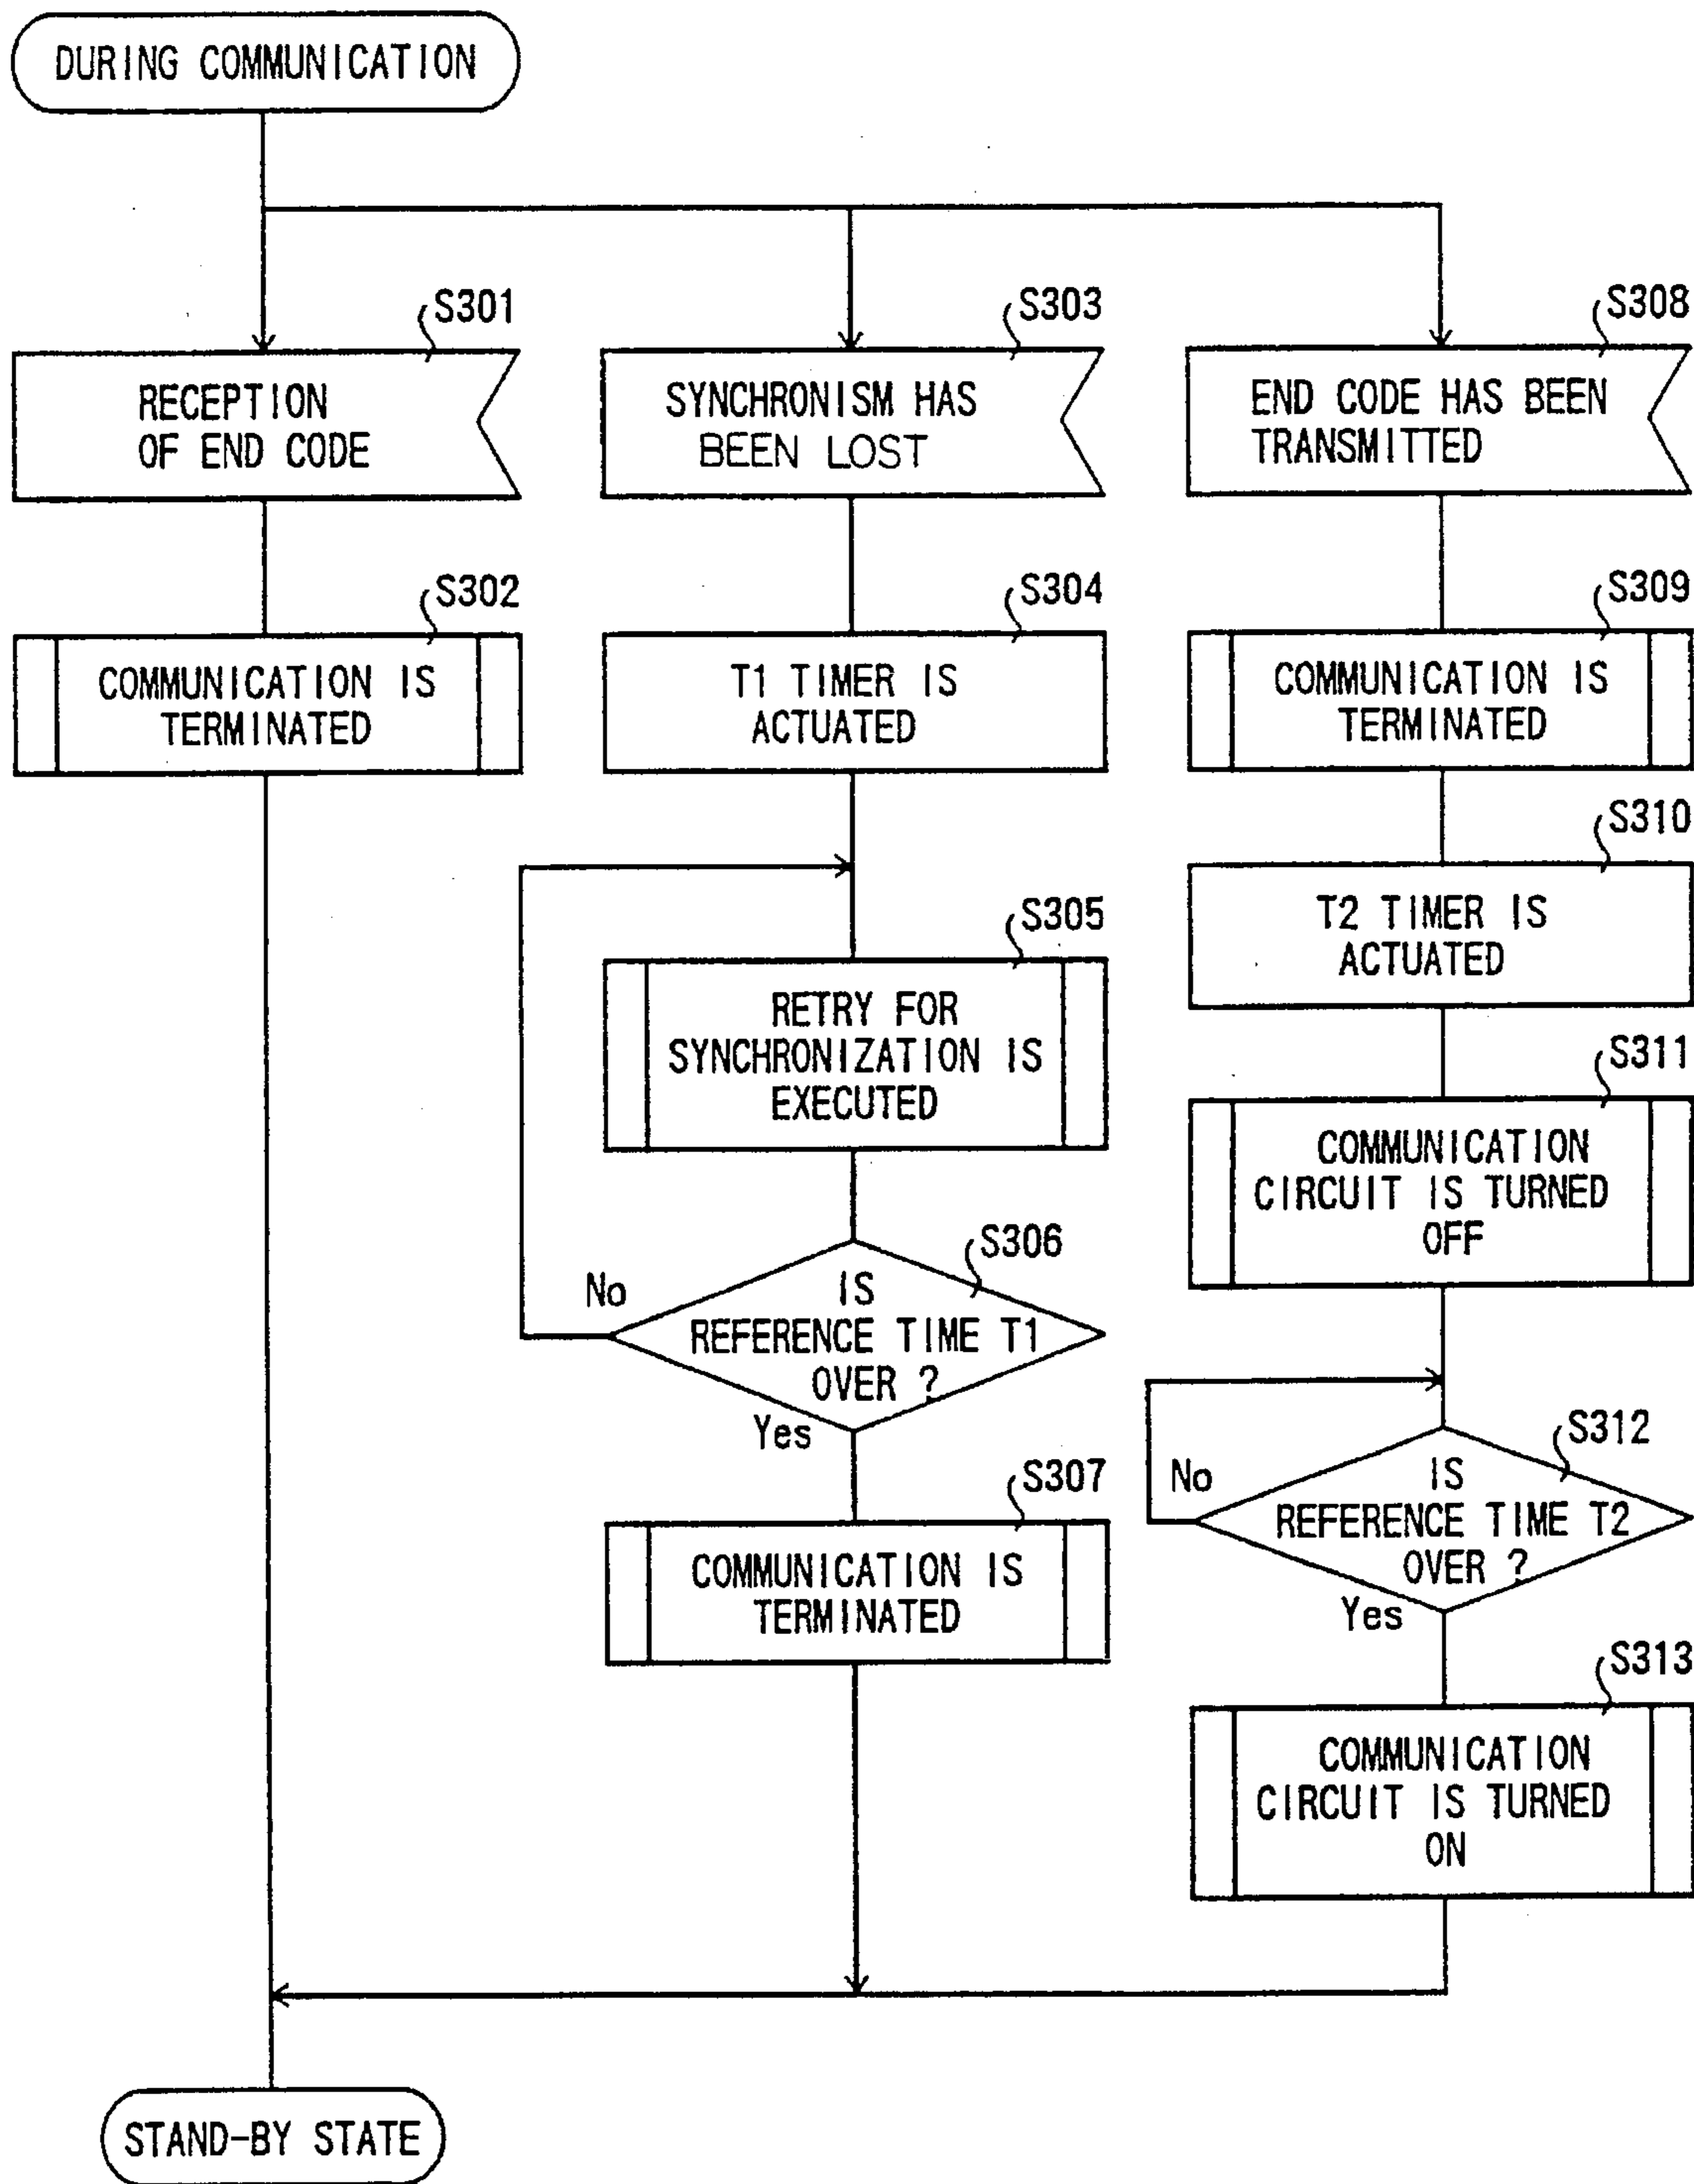 DURING COMMUNICATION
S301
RECEPTION
OF END CODE
S302
COMMUNICATION IS
TERMINATED
S303
SYNCHRONISM HAS
BEEN LOST
S304
T1 TIMER IS
ACTUATED
S305
RETRY FOR
SYNCHRONIZATION IS
EXECUTED
S306
IS
REFERENCE TIME T1
OVER ?
No
Yes
S307
COMMUNICATION IS
TERMINATED
S308
END CODE HAS BEEN
TRANSMITTED
S309
COMMUNICATION IS
TERMINATED
S310
T2 TIMER IS
ACTUATED
S311
COMMUNICATION
CIRCUIT IS TURNED
OFF
S312
IS
REFERENCE TIME T2
OVER ?
No
Yes
S313
COMMUNICATION
CIRCUIT IS TURNED
ON
STAND-BY STATE